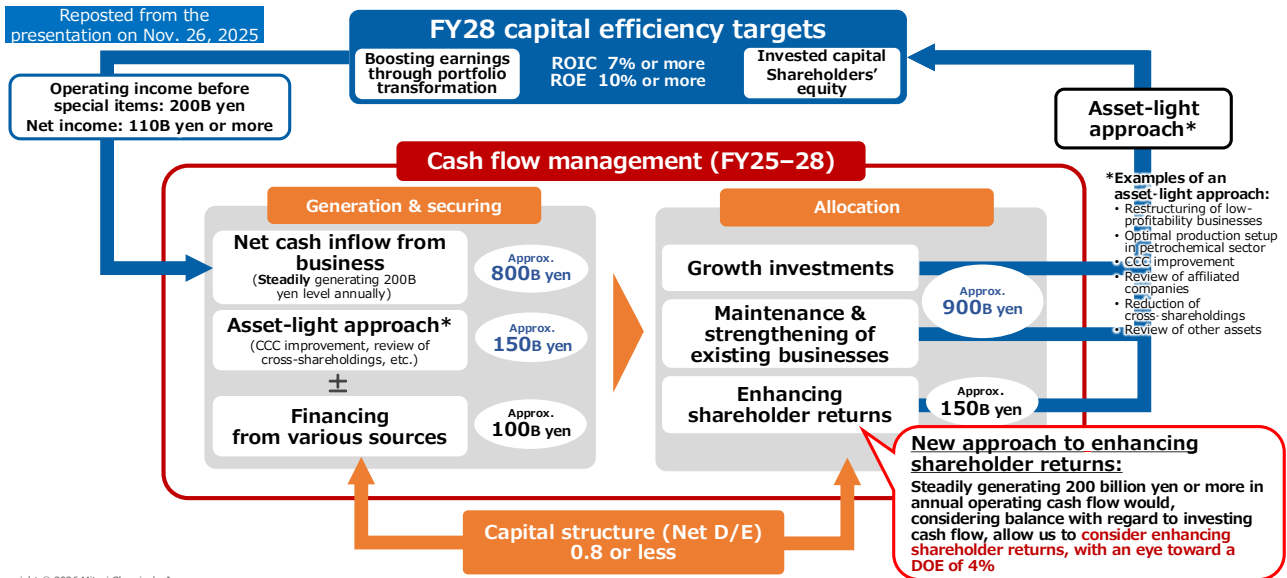 Reposted from the
presentation on Nov. 26, 2025
FY28 capital efficiency targets
Boosting earnings
through portfolio
transformation
ROIC 7% or more
ROE 10% or more
Invested capital
Shareholders'
equity
Operating income before
special items: 200B yen
Net income: 110B yen or more
Asset-light
approach*
*Examples of an
asset-light approach:
• Restructuring of low-
profitability businesses
• Optimal production setup
in petrochemical sector
• CCC improvement
• Review of affiliated
companies
• Reduction of
cross-shareholdings
• Review of other assets
Cash flow management (FY25–28)
Generation & securing
Net cash inflow from
business
(Steadily generating 200B
yen level annually)
Approx.
800B yen
Asset-light approach*
(CCC improvement, review of
cross-shareholdings, etc.)
Approx.
150B yen
±
Financing
from various sources
Approx.
100B yen
Allocation
Growth investments
Maintenance &
strengthening of
existing businesses
Approx.
900B yen
Enhancing
shareholder returns
Approx.
150B yen
New approach to enhancing
shareholder returns:
Steadily generating 200 billion yen or more in
annual operating cash flow would,
considering balance with regard to investing
cash flow, allow us to consider enhancing
shareholder returns, with an eye toward a
DOE of 4%
Capital structure (Net D/E)
0.8 or less